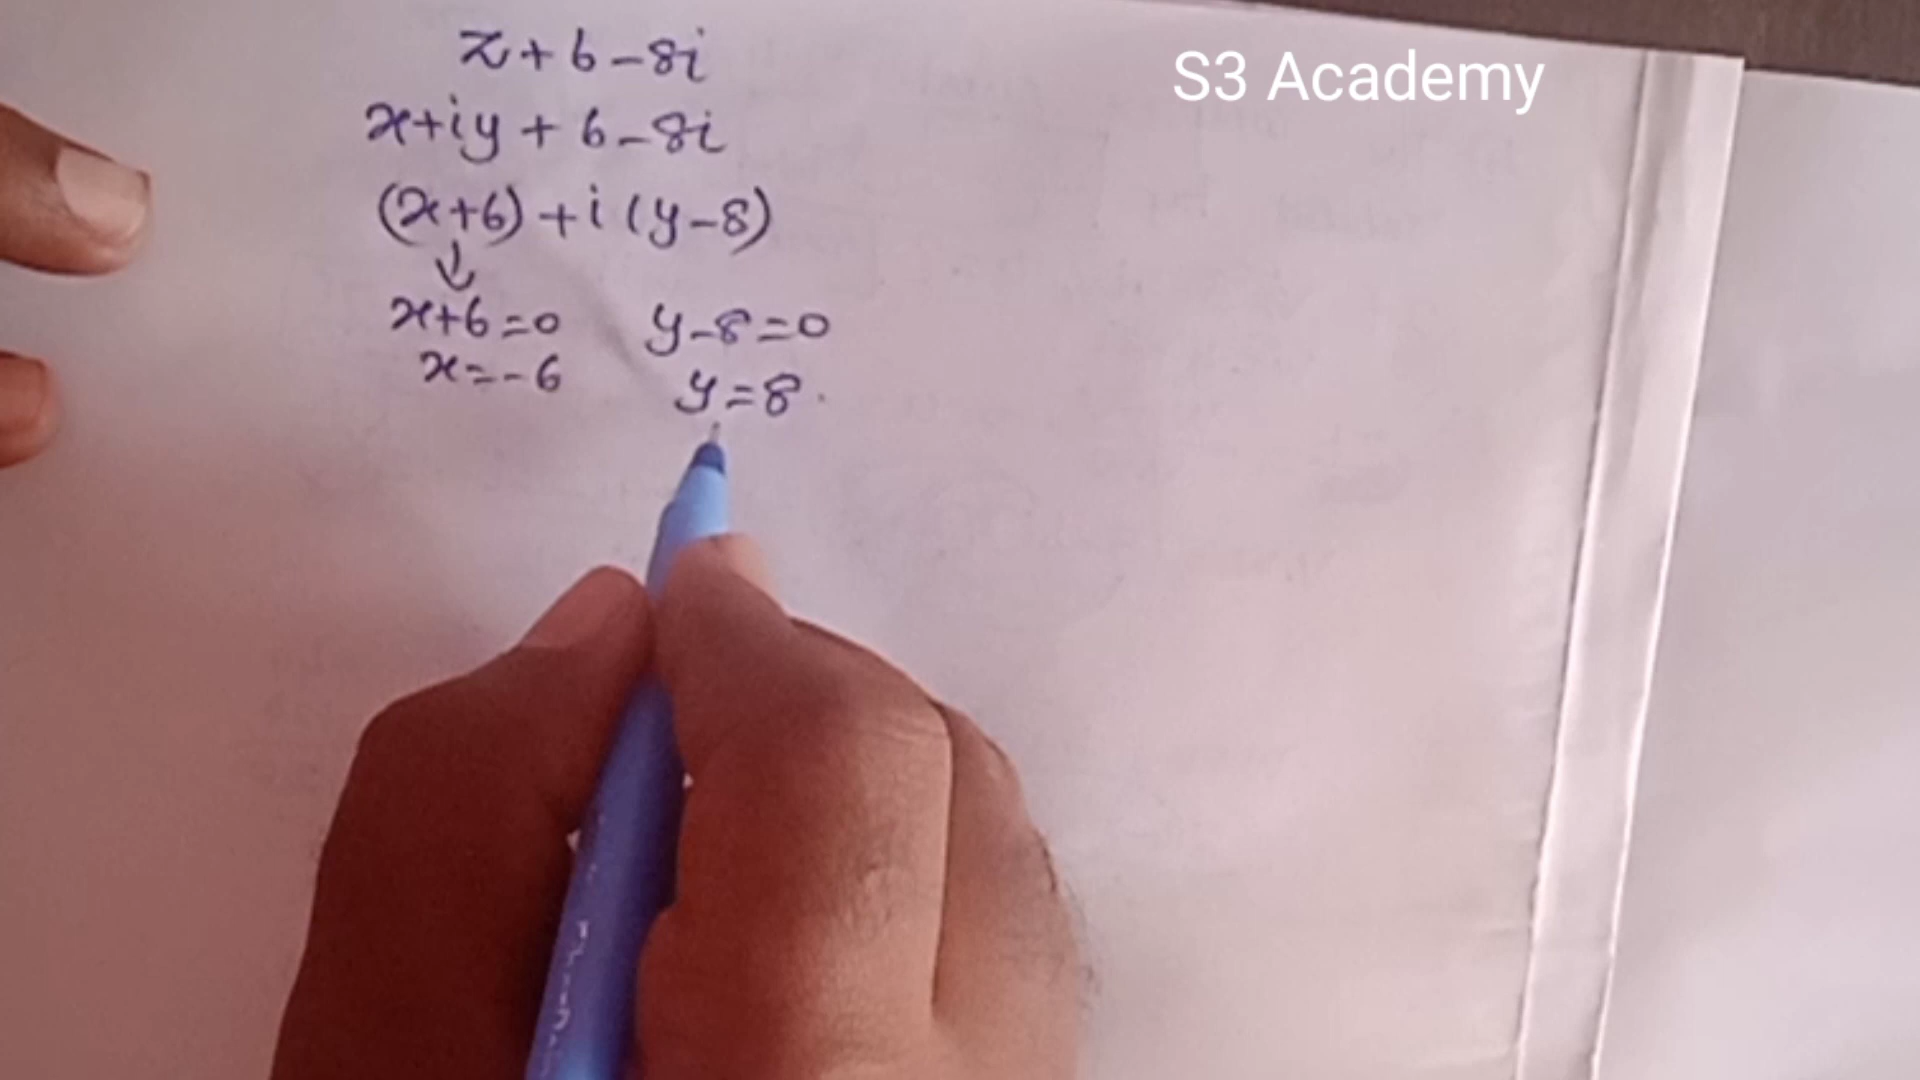 z+6-8i
S3 Academy
x+iy+6-8i
(x+6)+i(y-8)
↓
x+6=0 y-8=0
x=-6 y=8.